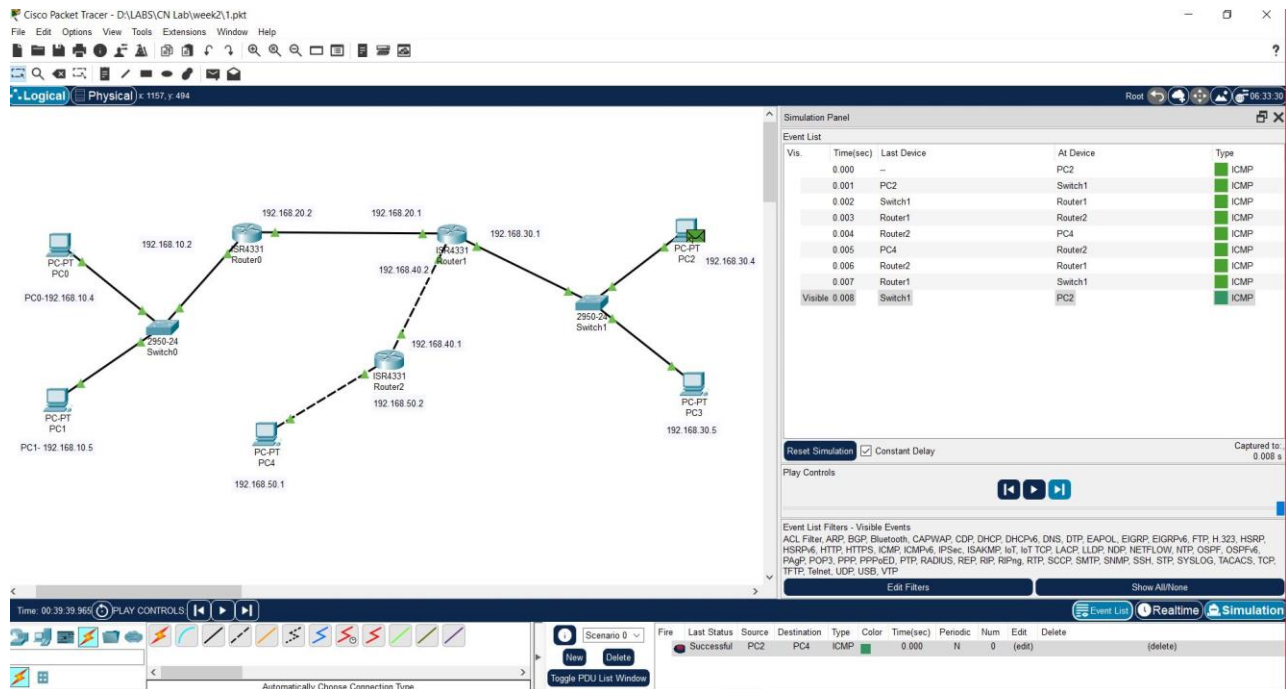 Cisco Packet Tracer - D:\LABS\CN Lab\week2\1.pkt
File Edit Options View Tools Extensions Window Help
?
Logical Physical x: 1157, y: 494
Root 06:33:30
192.168.20.2 192.168.20.1
192.168.10.2
192.168.30.1
PC-PT
PC0
ISR4331
Router0
ISR4331
Router1
192.168.40.2
PC-PT
PC2 192.168.30.4
PC0-192.168.10.4
2950-24
Switch0
2950-24
Switch1
192.168.40.1
ISR4331
Router2
192.168.50.2
PC-PT
PC1
PC1- 192.168.10.5
PC-PT
PC4
192.168.50.1
PC-PT
PC3
192.168.30.5
Simulation Panel
Event List
Vis. Time(sec) Last Device At Device Type
0.000 -- PC2 ICMP
0.001 PC2 Switch1 ICMP
0.002 Switch1 Router1 ICMP
0.003 Router1 Router2 ICMP
0.004 Router2 PC4 ICMP
0.005 PC4 Router2 ICMP
0.006 Router2 Router1 ICMP
0.007 Router1 Switch1 ICMP
Visible 0.008 Switch1 PC2 ICMP
Reset Simulation Constant Delay Captured to:
0.008 s
Play Controls
Event List Filters - Visible Events
ACL Filter, ARP, BGP, Bluetooth, CAPWAP, CDP, DHCP, DHCPv6, DNS, DTP, EAPOL, EIGRP, EIGRPv6, FTP, H.323, HSRP,
HSRPv6, HTTP, HTTPS, ICMP, ICMPv6, IPSec, ISAKMP, IoT, IoT TCP, LACP, LLDP, NDP, NETFLOW, NTP, OSPF, OSPFv6,
PAgP, POP3, PPP, PPPoED, PTP, RADIUS, REP, RIP, RIPng, RTP, SCCP, SMTP, SNMP, SSH, STP, SYSLOG, TACACS, TCP,
TFTP, Telnet, UDP, USB, VTP
Edit Filters Show All/None
Time: 00:39:39.965 PLAY CONTROLS: Event List Realtime Simulation
Scenario 0
New Delete
Toggle PDU List Window
Fire Last Status Source Destination Type Color Time(sec) Periodic Num Edit Delete
Successful PC2 PC4 ICMP 0.000 N 0 (edit) (delete)
Automatically Choose Connection Type